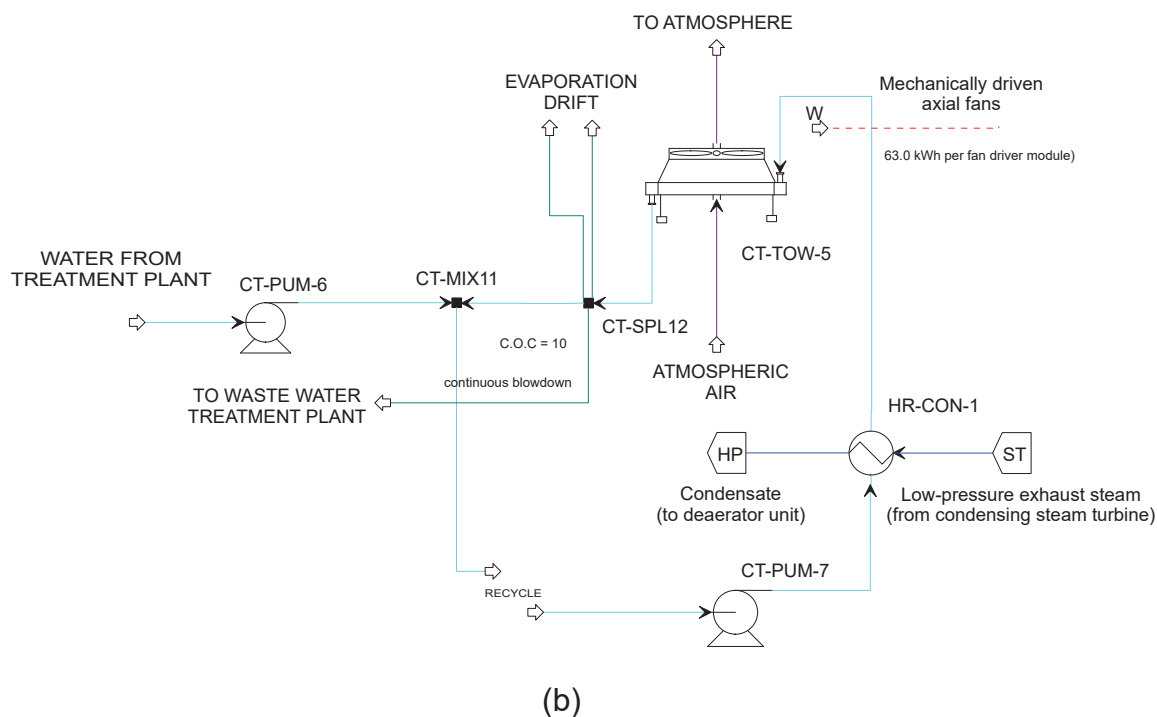 TO ATMOSPHERE
EVAPORATION
DRIFT
Mechanically driven
axial fans
W
63.0 kWh per fan driver module)
CT-TOW-5
WATER FROM
TREATMENT PLANT
CT-PUM-6
CT-MIX11
CT-SPL12
C.O.C = 10
continuous blowdown
TO WASTE WATER
TREATMENT PLANT
ATMOSPHERIC
AIR
HR-CON-1
HP
ST
Condensate
(to deaerator unit)
Low-pressure exhaust steam
(from condensing steam turbine)
CT-PUM-7
RECYCLE
(b)